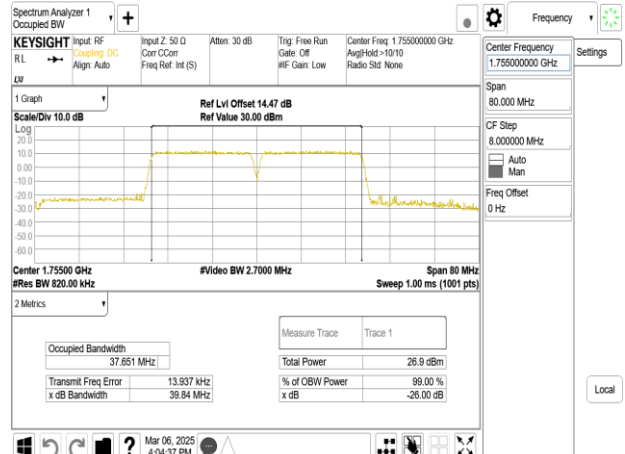 Spectrum Analyzer 1
Occupied BW
Frequency
KEYSIGHT
R L
LXI
Input: RF
Coupling: DC
Align: Auto
Input Z: 50 Ω
Corr CCorr
Freq Ref: Int (S)
Atten: 30 dB
Trig: Free Run
Gate: Off
#IF Gain: Low
Center Freq: 1.755000000 GHz
Avg|Hold:>10/10
Radio Std: None
Center Frequency
1.755000000 GHz
Settings
Span
80.000 MHz
CF Step
8.000000 MHz
Auto
Man
Freq Offset
0 Hz
1 Graph
Scale/Div 10.0 dB
Ref Lvl Offset 14.47 dB
Ref Value 30.00 dBm
Log
20.0
10.0
0.00
-10.0
-20.0
-30.0
-40.0
-50.0
-60.0
Center 1.75500 GHz
#Res BW 820.00 kHz
#Video BW 2.7000 MHz
Span 80 MHz
Sweep 1.00 ms (1001 pts)
2 Metrics
Measure Trace
Trace 1
Occupied Bandwidth
37.651 MHz
Total Power
26.9 dBm
Transmit Freq Error
13.937 kHz
% of OBW Power
99.00 %
x dB Bandwidth
39.84 MHz
x dB
-26.00 dB
Local
?
Mar 06, 2025
4:04:37 PM